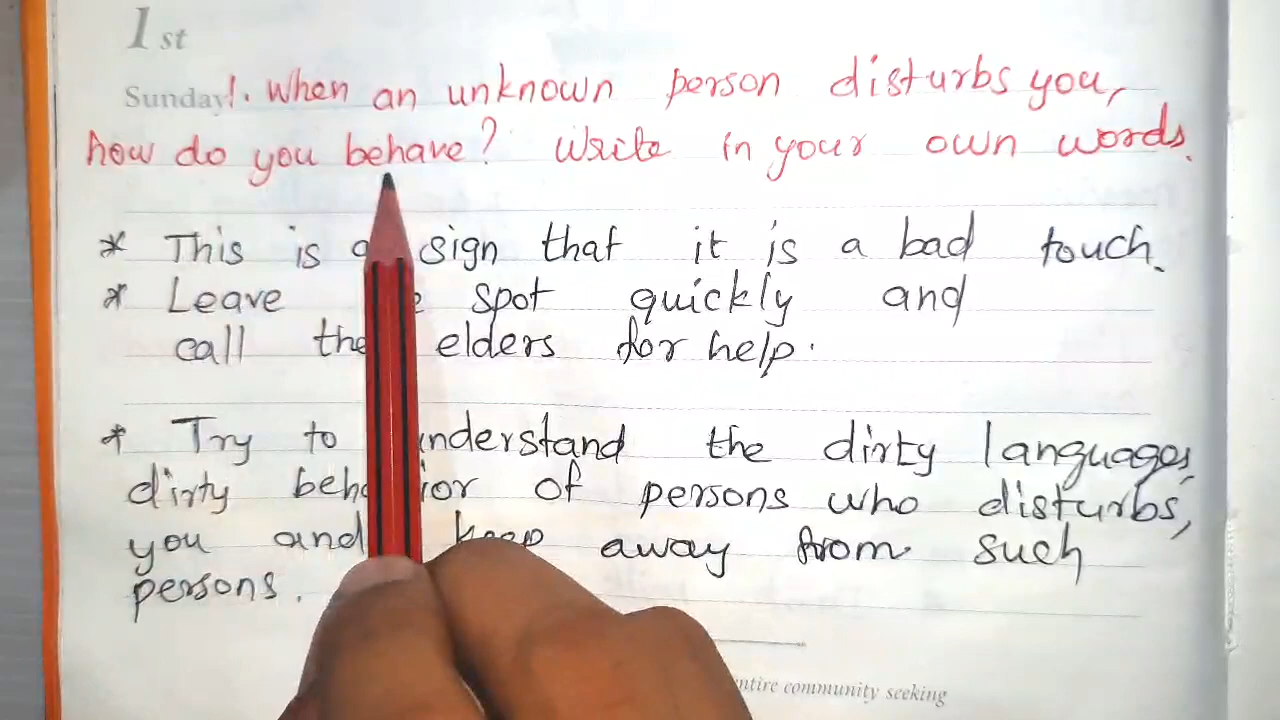 1st
Sunday 1. When an unknown person disturbs you,
how do you behave? Write in your own words.
* This is a sign that it is a bad touch.
* Leave spot quickly and
call the elders for help.
* Try to understand the dirty languages,
dirty behavior of persons who disturbs,
you and keep away from such
persons.
entire community seeking